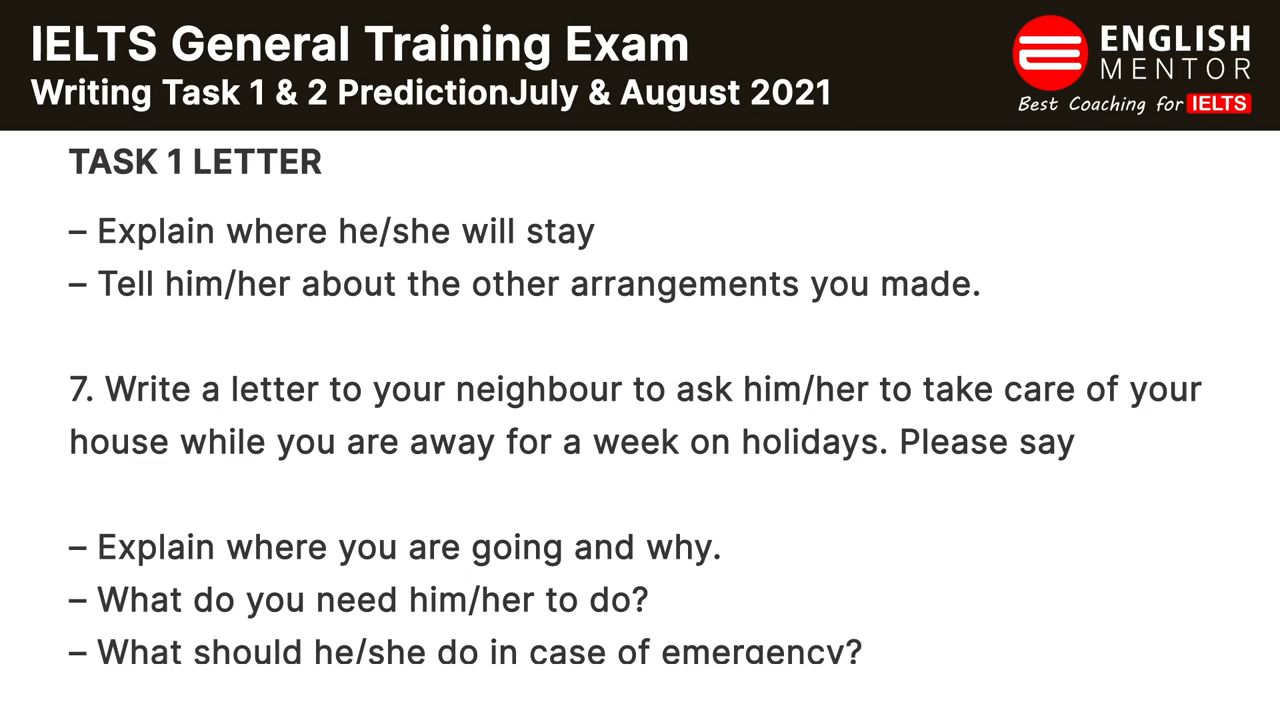 IELTS General Training Exam
Writing Task 1 & 2 PredictionJuly & August 2021
ENGLISH
MENTOR
Best Coaching for IELTS
TASK 1 LETTER
– Explain where he/she will stay
– Tell him/her about the other arrangements you made.
7. Write a letter to your neighbour to ask him/her to take care of your
house while you are away for a week on holidays. Please say
– Explain where you are going and why.
– What do you need him/her to do?
– What should he/she do in case of emergency?